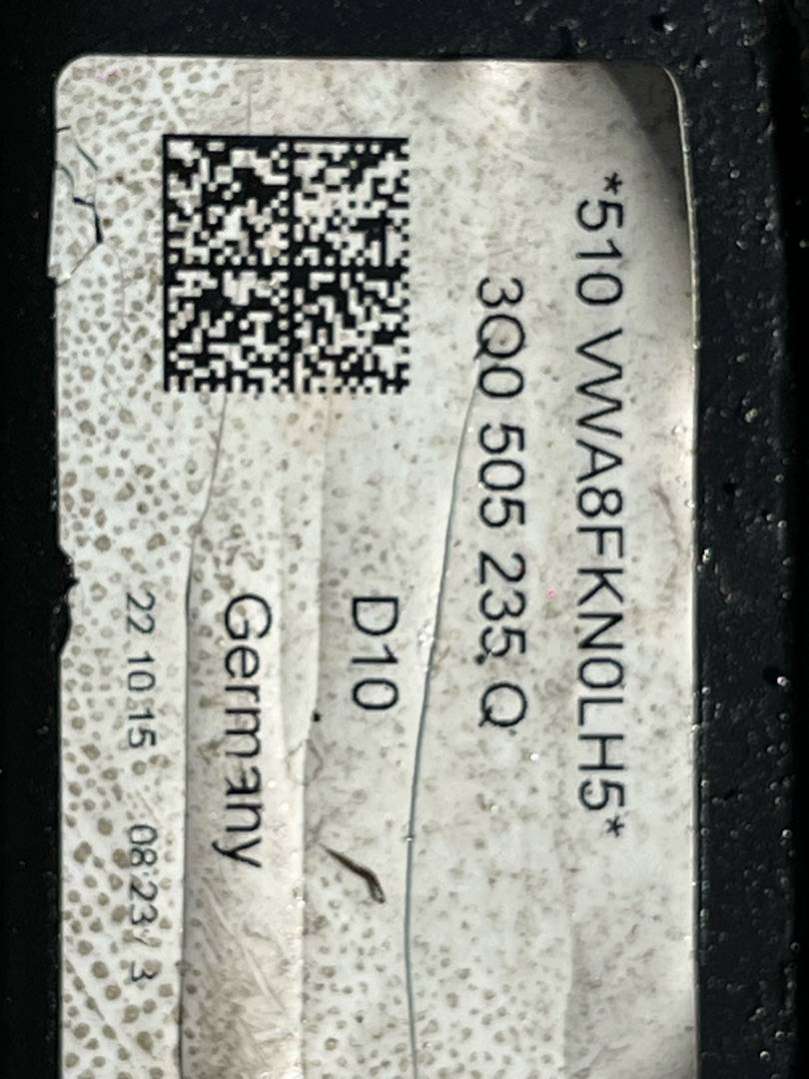 *510 VWA8FKN0LH5*
3Q0 505 235 Q
D10
Germany
22 10 15 08:23 / 3